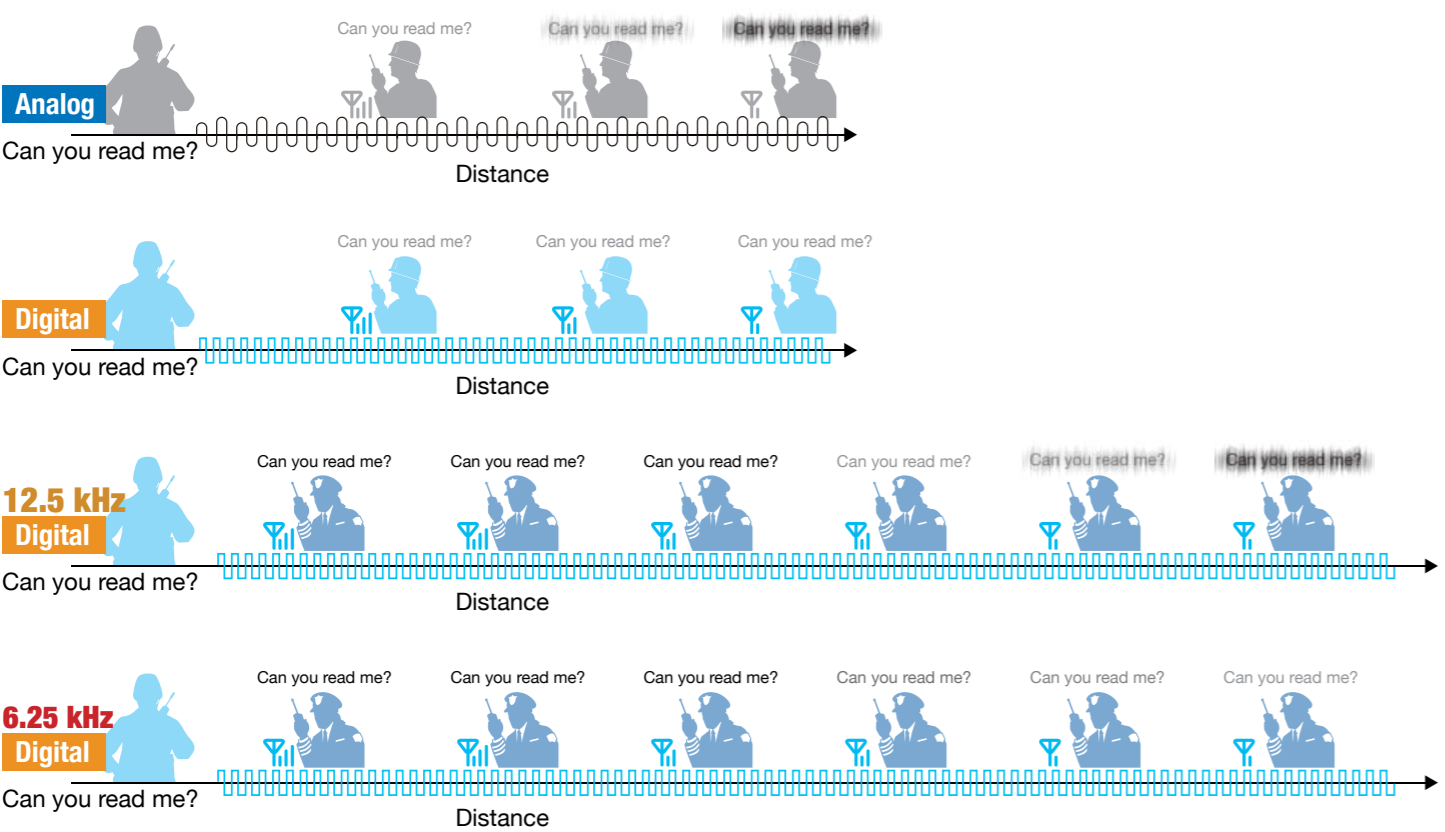 Can you read me? Can you read me? Can you read me?
Analog
Can you read me?
Distance
Can you read me? Can you read me? Can you read me?
Digital
Can you read me?
Distance
Can you read me? Can you read me? Can you read me? Can you read me? Can you read me? Can you read me?
12.5 kHz
Digital
Can you read me?
Distance
Can you read me? Can you read me? Can you read me? Can you read me? Can you read me? Can you read me?
6.25 kHz
Digital
Can you read me?
Distance